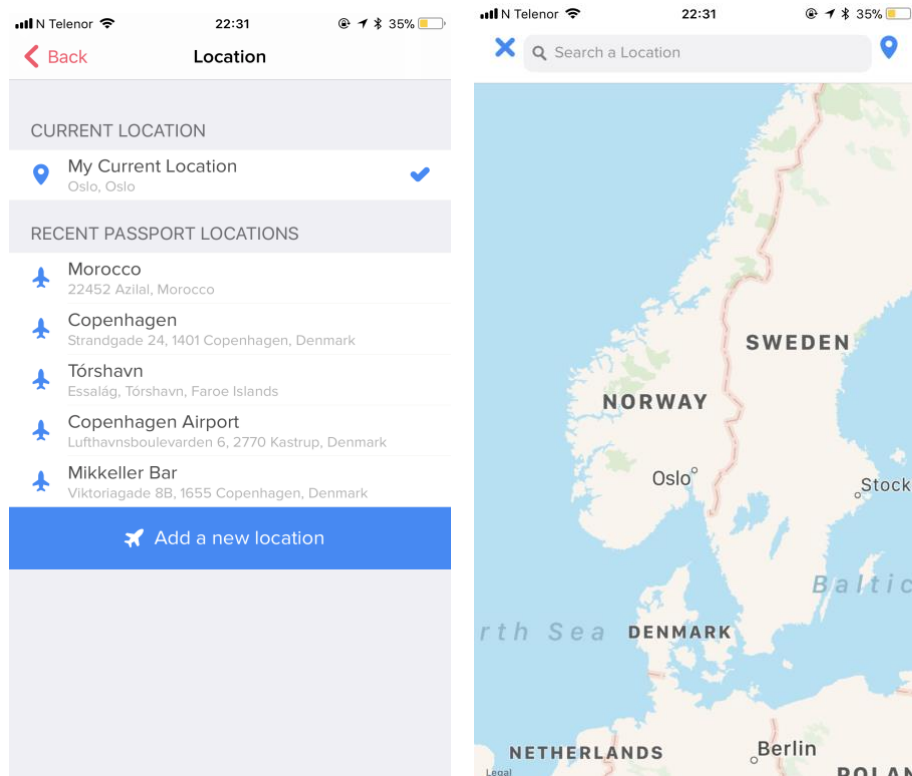 N Telenor 22:31 35%
Back Location
CURRENT LOCATION
My Current Location
Oslo, Oslo
RECENT PASSPORT LOCATIONS
Morocco
22452 Azilal, Morocco
Copenhagen
Strandgade 24, 1401 Copenhagen, Denmark
Tórshavn
Essalág, Tórshavn, Faroe Islands
Copenhagen Airport
Lufthavnsboulevarden 6, 2770 Kastrup, Denmark
Mikkeller Bar
Viktoriagade 8B, 1655 Copenhagen, Denmark
Add a new location
N Telenor 22:31 35%
Search a Location
SWEDEN
NORWAY
Oslo
Stock
Baltic
rth Sea
DENMARK
Berlin
NETHERLANDS
POLAN
Legal